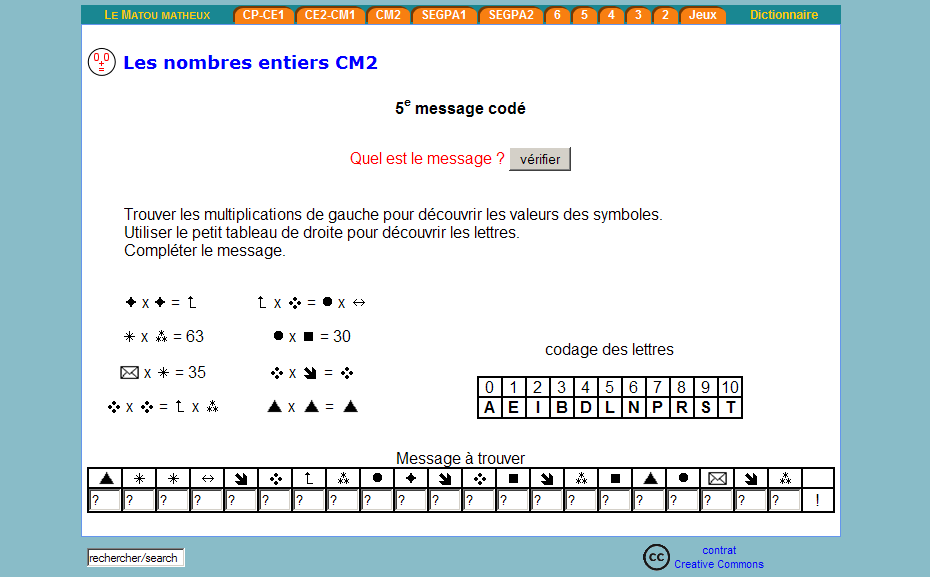 LE MATOU MATHEUX CP-CE1 CE2-CM1 CM2 SEGPA1 SEGPA2 6 5 4 3 2 Jeux Dictionnaire
Les nombres entiers CM2
5e message codé
Quel est le message ? vérifier
Trouver les multiplications de gauche pour découvrir les valeurs des symboles.
Utiliser le petit tableau de droite pour découvrir les lettres.
Compléter le message.
✦ x ✦ = ↥ ↥ x ⁘ = ● x ↔
✳ x ⁂ = 63 ● x ■ = 30
✉ x ✳ = 35 ⁘ x ⬊ = ⁘
⁘ x ⁘ = ↥ x ⁂ ▲ x ▲ = ▲
codage des lettres
0 1 2 3 4 5 6 7 8 9 10
A E I B D L N P R S T
Message à trouver
▲ ✳ ✳ ↔ ⬊ ⁘ ↥ ⁂ ● ✦ ⬊ ⁘ ■ ⬊ ⁂ ■ ▲ ● ✉ ⬊ ⁂
? ? ? ? ? ? ? ? ? ? ? ? ? ? ? ? ? ? ? ? ? !
rechercher/search
cc contrat
Creative Commons